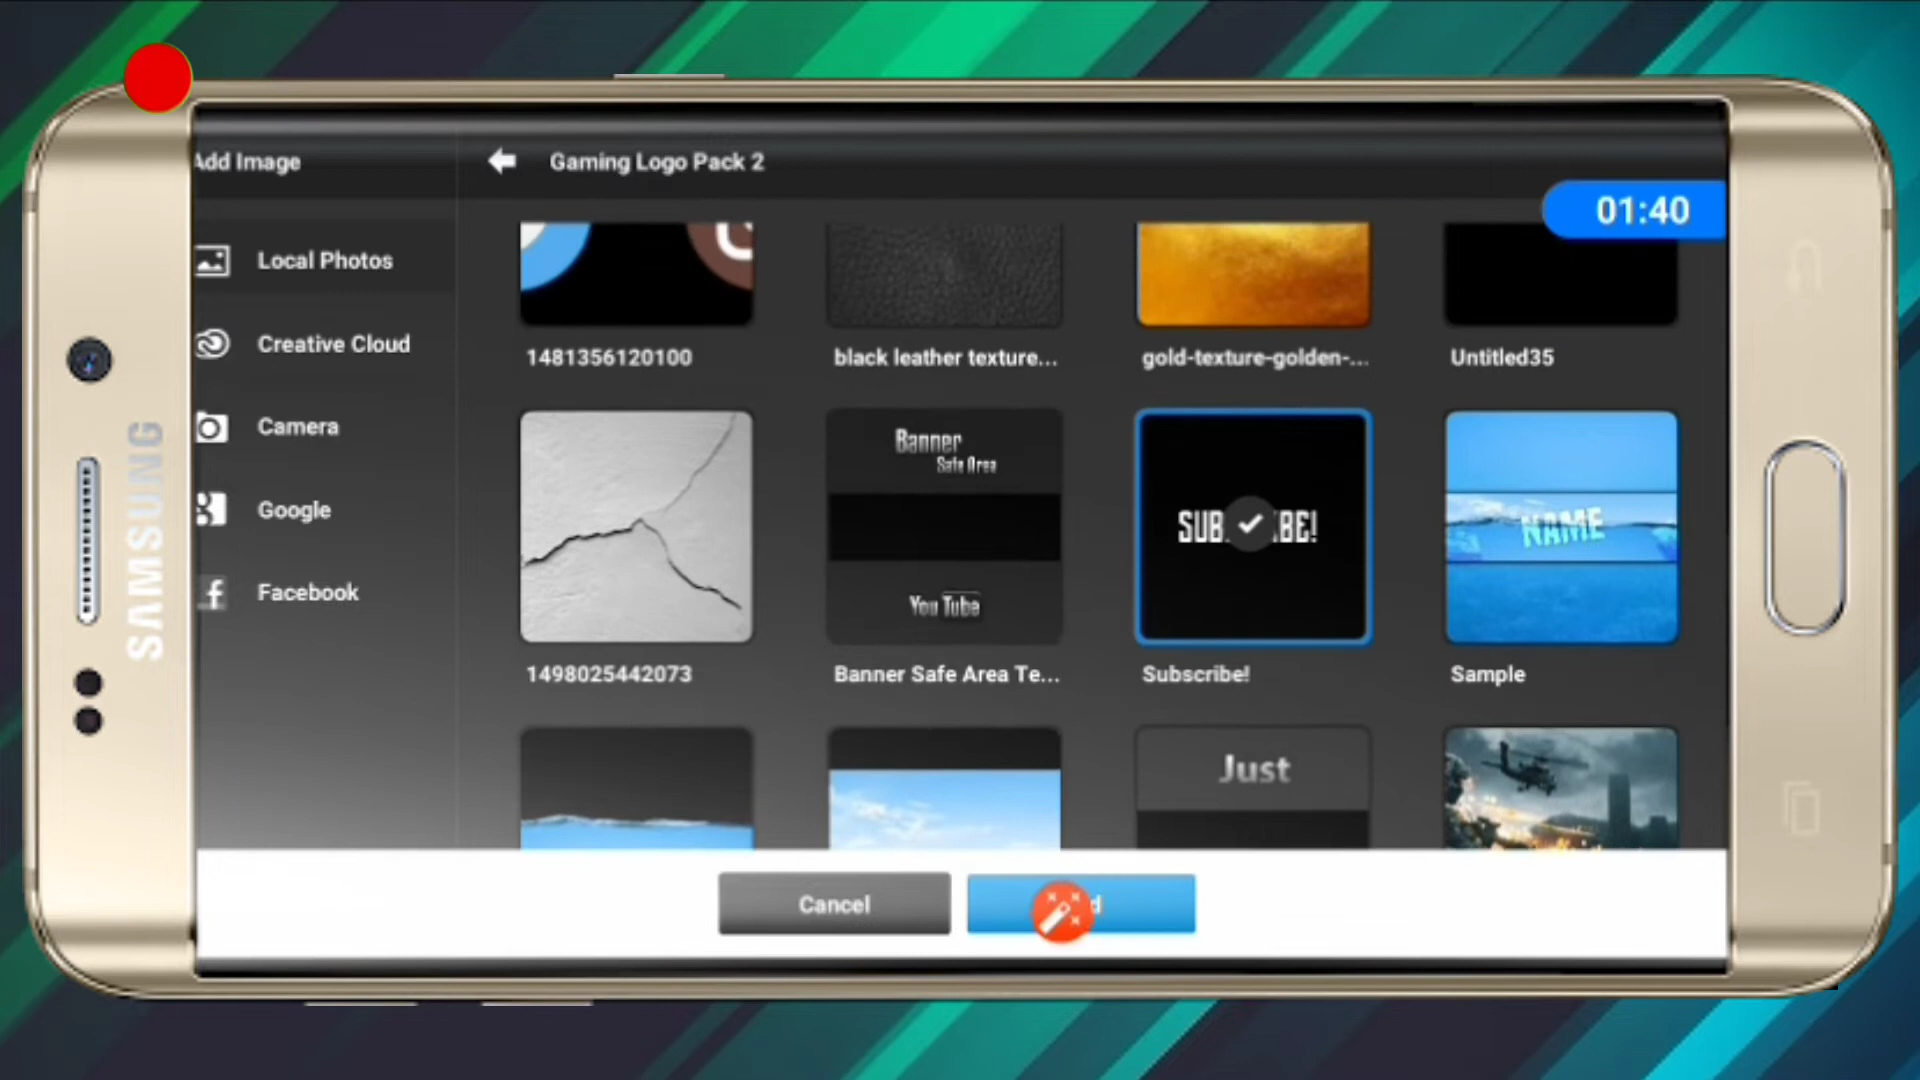 Add Image
Gaming Logo Pack 2
01:40
Local Photos
Creative Cloud
Camera
Google
Facebook
SAMSUNG
1481356120100
black leather texture...
gold-texture-golden-...
Untitled35
Banner
Safe Area
You Tube
NAME
1498025442073
Banner Safe Area Te...
Subscribe!
Sample
Just
Cancel